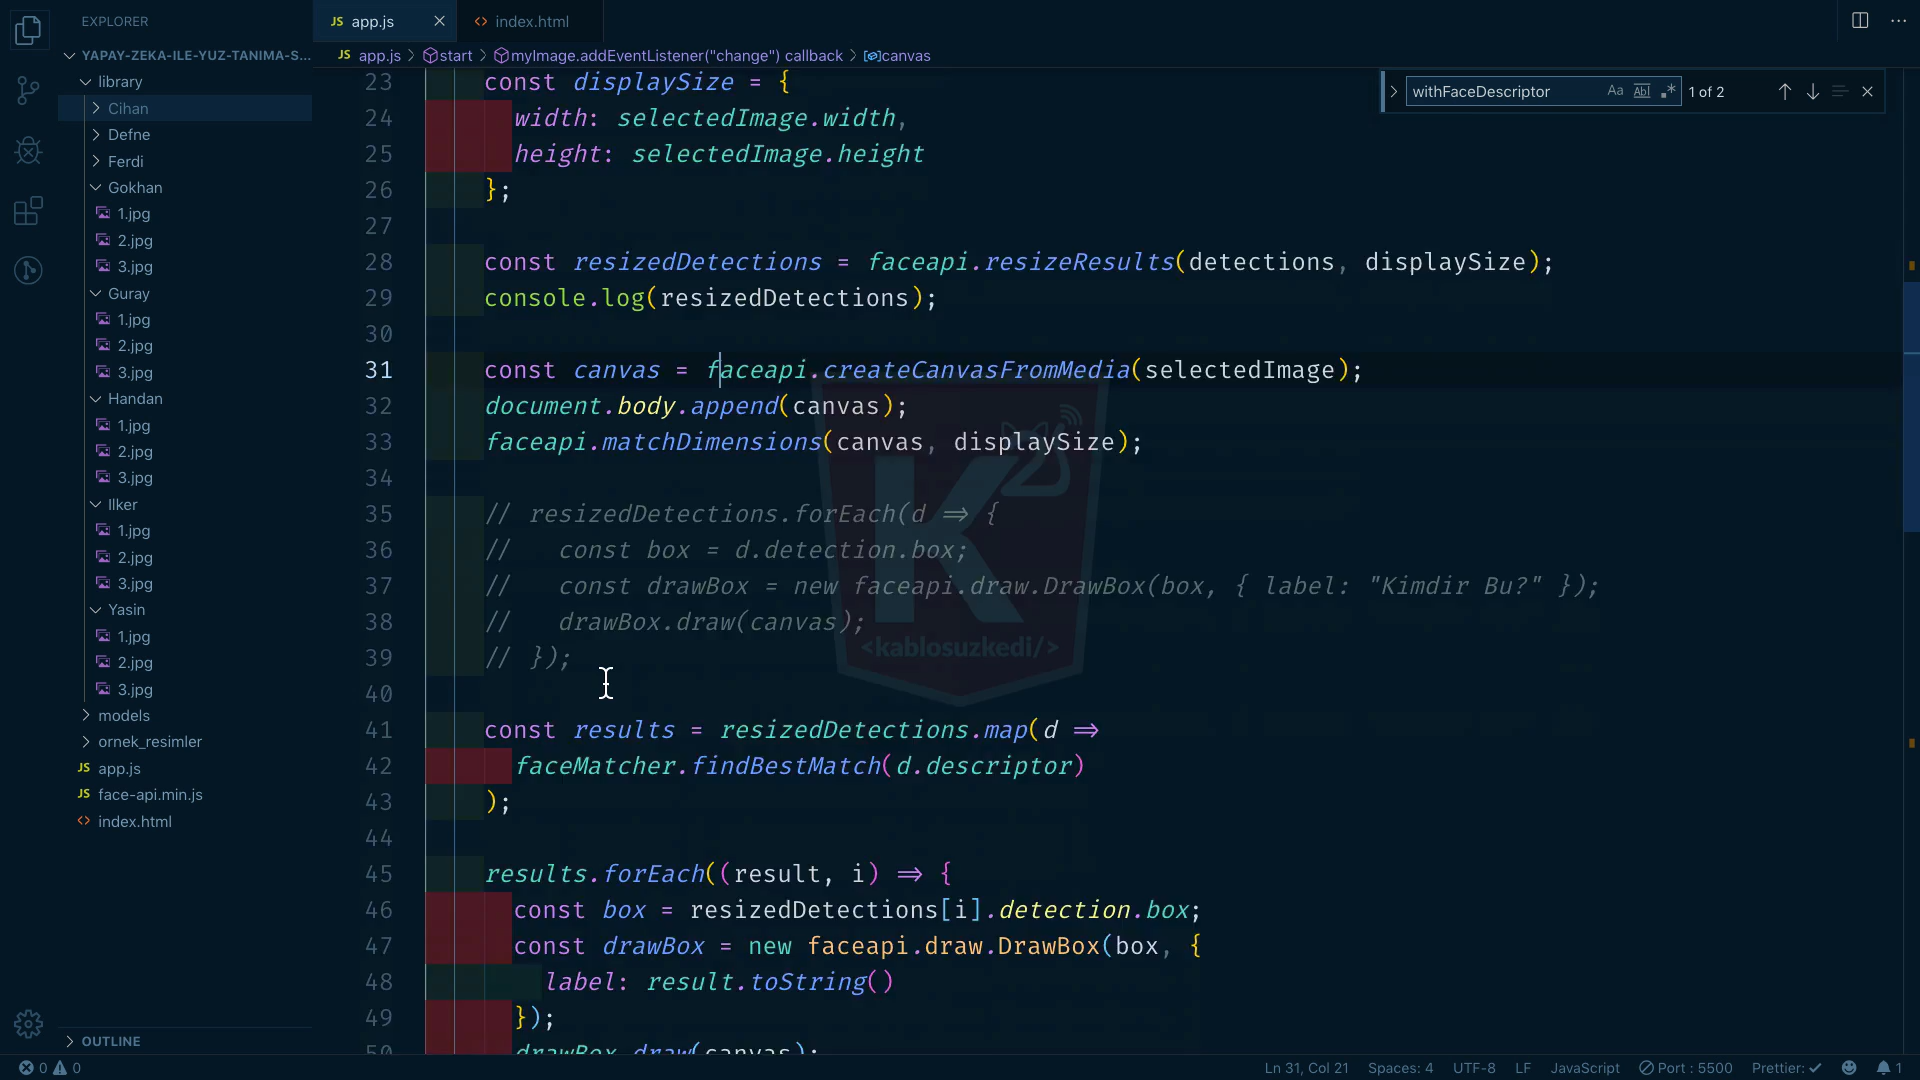 EXPLORER
YAPAY-ZEKA-ILE-YUZ-TANIMA-S...
library
Cihan
Defne
Ferdi
Gokhan
1.jpg
2.jpg
3.jpg
Guray
1.jpg
2.jpg
3.jpg
Handan
1.jpg
2.jpg
3.jpg
Ilker
1.jpg
2.jpg
3.jpg
Yasin
1.jpg
2.jpg
3.jpg
models
ornek_resimler
JS app.js
JS face-api.min.js
<> index.html
OUTLINE
JS app.js
<> index.html
JS app.js > start > myImage.addEventListener("change") callback > canvas
withFaceDescriptor Aa Abl .* 1 of 2
23 const displaySize = {
24 width: selectedImage.width,
25 height: selectedImage.height
26 };
27
28 const resizedDetections = faceapi.resizeResults(detections, displaySize);
29 console.log(resizedDetections);
30
31 const canvas = faceapi.createCanvasFromMedia(selectedImage);
32 document.body.append(canvas);
33 faceapi.matchDimensions(canvas, displaySize);
34
35 // resizedDetections.forEach(d => {
36 // const box = d.detection.box;
37 // const drawBox = new faceapi.draw.DrawBox(box, { label: "Kimdir Bu?" });
38 // drawBox.draw(canvas);
39 // });
40
41 const results = resizedDetections.map(d =>
42 faceMatcher.findBestMatch(d.descriptor)
43 );
44
45 results.forEach((result, i) => {
46 const box = resizedDetections[i].detection.box;
47 const drawBox = new faceapi.draw.DrawBox(box, {
48 label: result.toString()
49 });
50 drawBox.draw(canvas);
K
<kablosuzkedi/>
0 0
Ln 31, Col 21 Spaces: 4 UTF-8 LF JavaScript Port : 5500 Prettier: ✓ 1